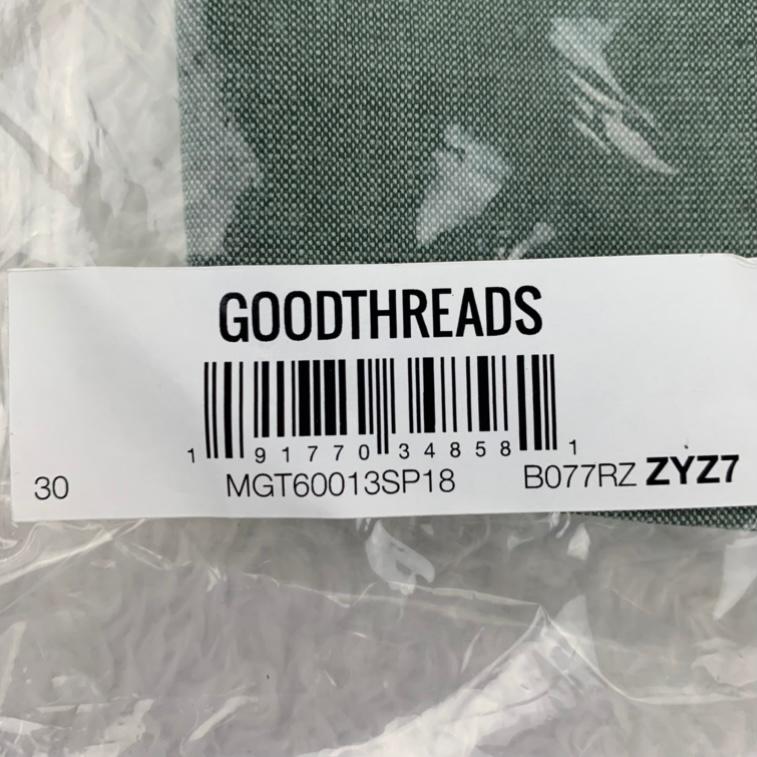 GOODTHREADS
1 91770 34858 1
30 MGT60013SP18 B077RZ ZYZ7